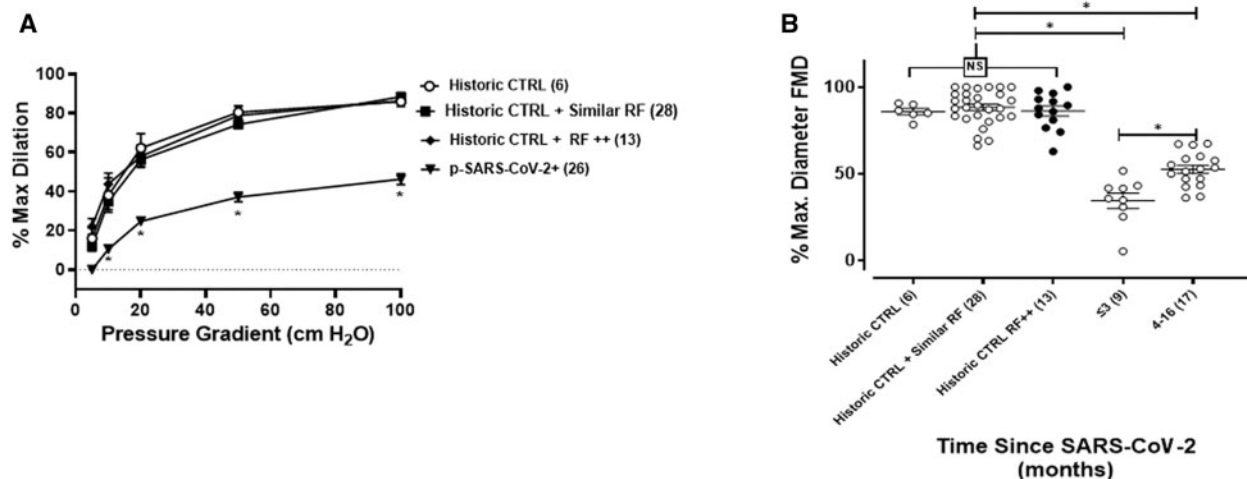 A
% Max Dilation
100
80
60
40
20
0
0 20 40 60 80 100
Pressure Gradient (cm H₂O)
Historic CTRL (6)
Historic CTRL + Similar RF (28)
Historic CTRL + RF ++ (13)
p-SARS-CoV-2+ (26)
*
*
*
*
B
*
*
NS
*
% Max. Diameter FMD
100
50
0
Historic CTRL (6)
Historic CTRL + Similar RF (28)
Historic CTRL RF++ (13)
≤3 (9)
4-16 (17)
Time Since SARS-CoV-2
(months)